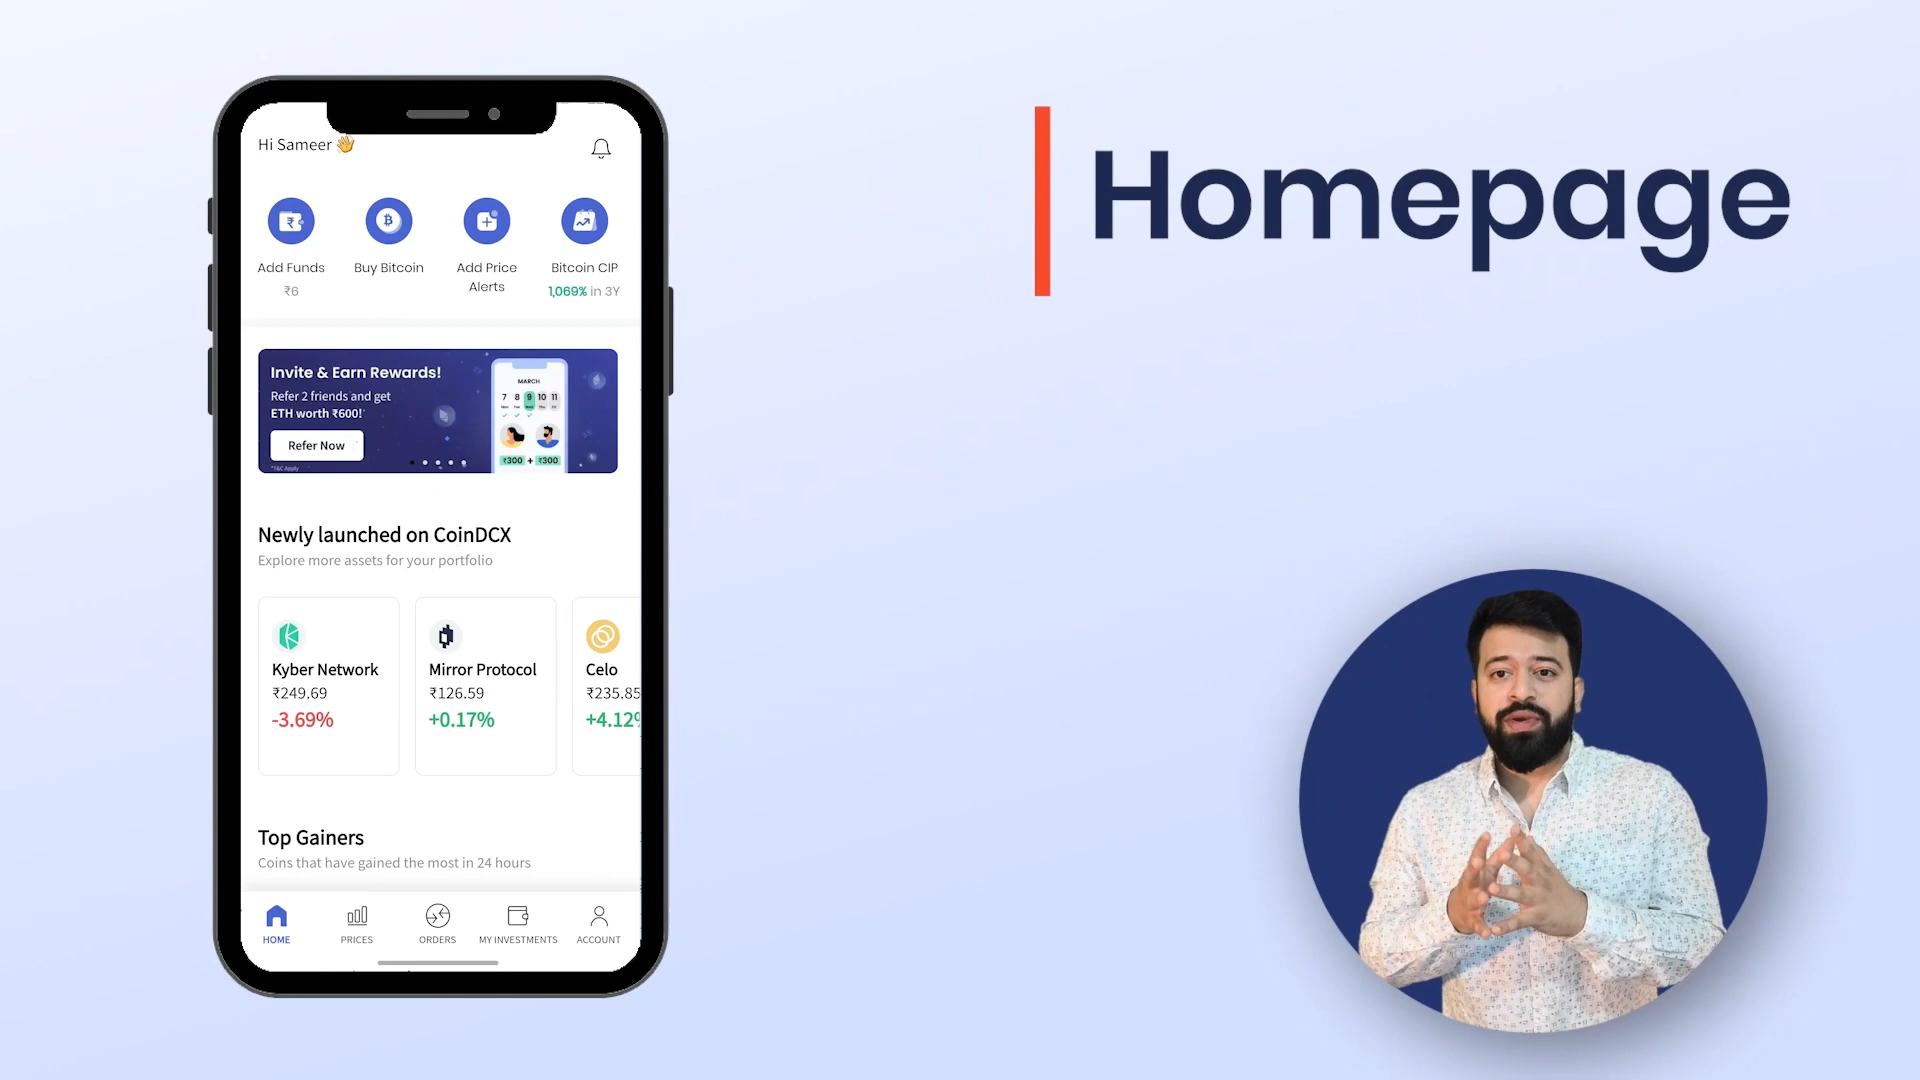 Hi Sameer 👋
Add Funds
₹6
Buy Bitcoin
Add Price
Alerts
Bitcoin CIP
1,069% in 3Y
Invite & Earn Rewards!
Refer 2 friends and get
ETH worth ₹600!*
Refer Now
*T&C Apply
MARCH
7 8 9 10 11
₹300 + ₹300
Newly launched on CoinDCX
Explore more assets for your portfolio
Kyber Network
₹249.69
-3.69%
Mirror Protocol
₹126.59
+0.17%
Celo
₹235.85
+4.12%
Top Gainers
Coins that have gained the most in 24 hours
HOME
PRICES
ORDERS
MY INVESTMENTS
ACCOUNT
Homepage